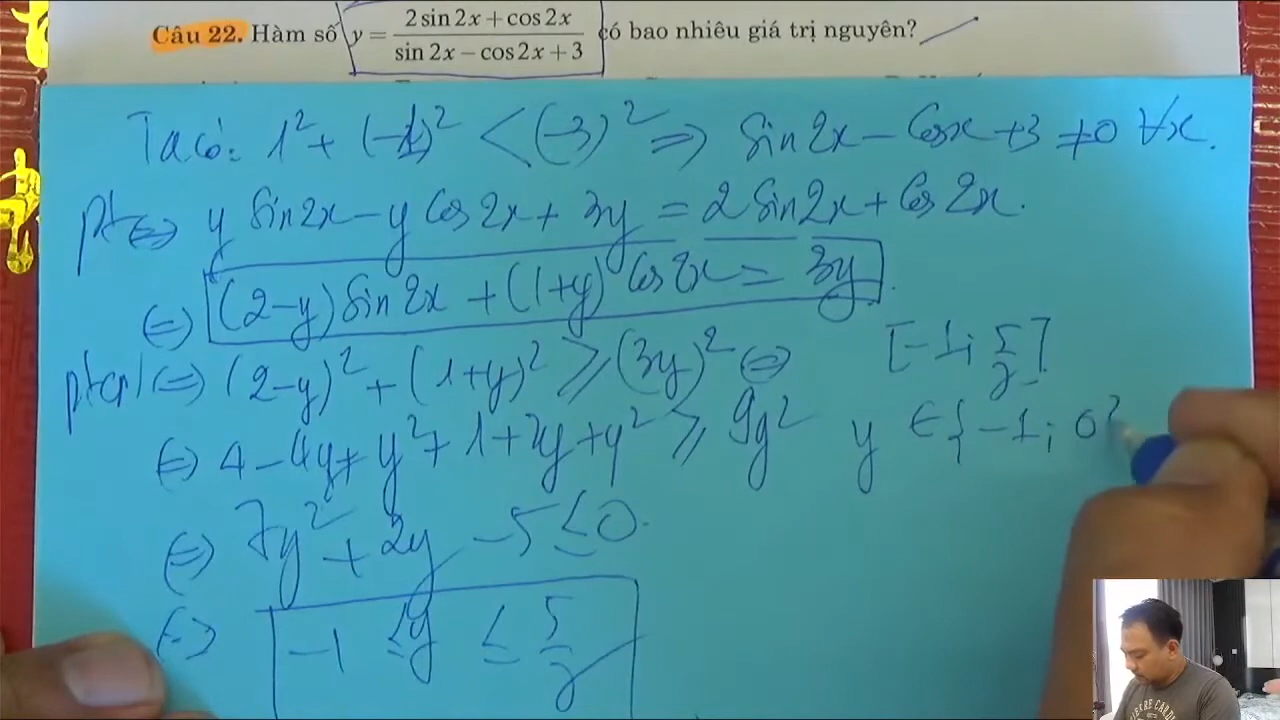 Câu 22. Hàm số y = \frac{2 sin 2x + cos 2x}{sin 2x − cos 2x + 3} có bao nhiêu giá trị nguyên?
Ta có: 1² + (-1)² < (-3)² => Sin 2x − Cosx + 3 ≠ 0 ∀x.
pt <=> y Sin 2x − y Cos 2x + 3y = 2 Sin 2x + Cos 2x.
<=> (2−y) Sin 2x + (1+y) Cos 2x = 3y.
<=> (2−y)² + (1+y)² ≥ (3y)² <=>
[-1; 5/7]
<=> 4 − 4y + y² + 1 + 2y + y² ≥ 9y²
y ∈ {-1; 0}
<=> 7y² + 2y − 5 ≤ 0.
<=> -1 ≤ y ≤ 5/7